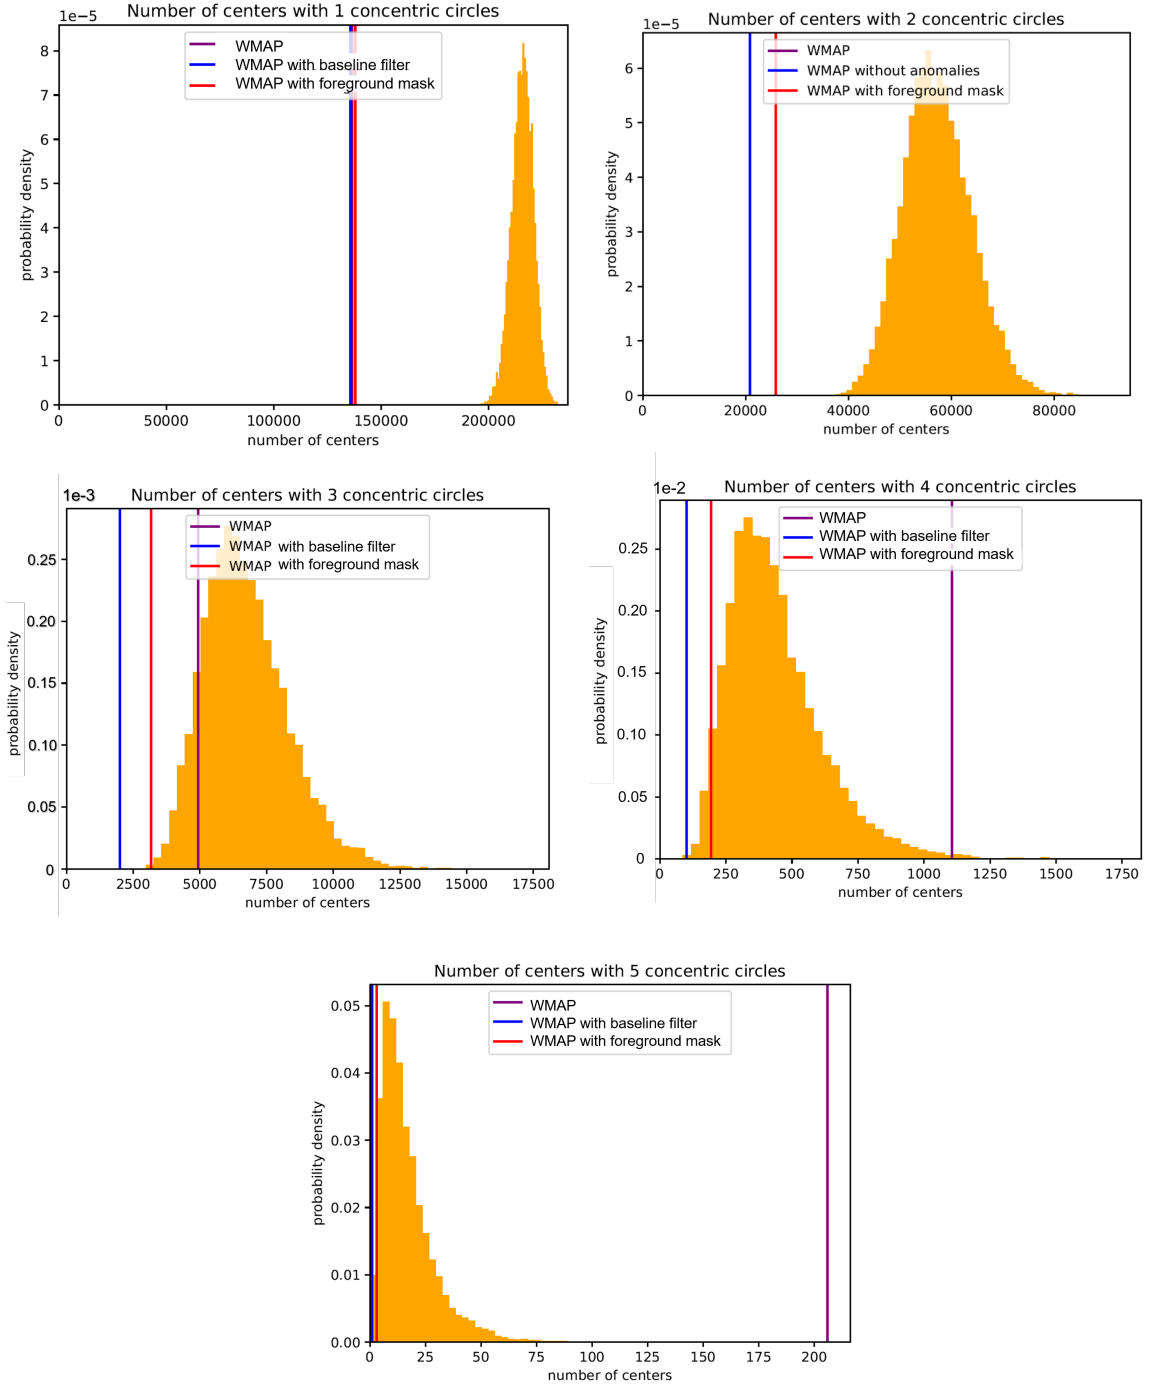 Number of centers with 1 concentric circles
1e−5
WMAP
WMAP with baseline filter
WMAP with foreground mask
8
7
6
5
4
3
2
1
0
probability density
0 50000 100000 150000 200000
number of centers
Number of centers with 2 concentric circles
1e−5
WMAP
WMAP without anomalies
WMAP with foreground mask
6
5
4
3
2
1
0
probability density
0 20000 40000 60000 80000
number of centers
1e-3
Number of centers with 3 concentric circles
WMAP
WMAP with baseline filter
WMAP with foreground mask
0.25
0.20
0.15
0.10
0.05
0
probability density
0 2500 5000 7500 10000 12500 15000 17500
number of centers
1e-2
Number of centers with 4 concentric circles
WMAP
WMAP with baseline filter
WMAP with foreground mask
0.25
0.20
0.15
0.10
0.05
0
probability density
0 250 500 750 1000 1250 1500 1750
number of centers
Number of centers with 5 concentric circles
WMAP
WMAP with baseline filter
WMAP with foreground mask
0.05
0.04
0.03
0.02
0.01
0.00
probability density
0 25 50 75 100 125 150 175 200
number of centers